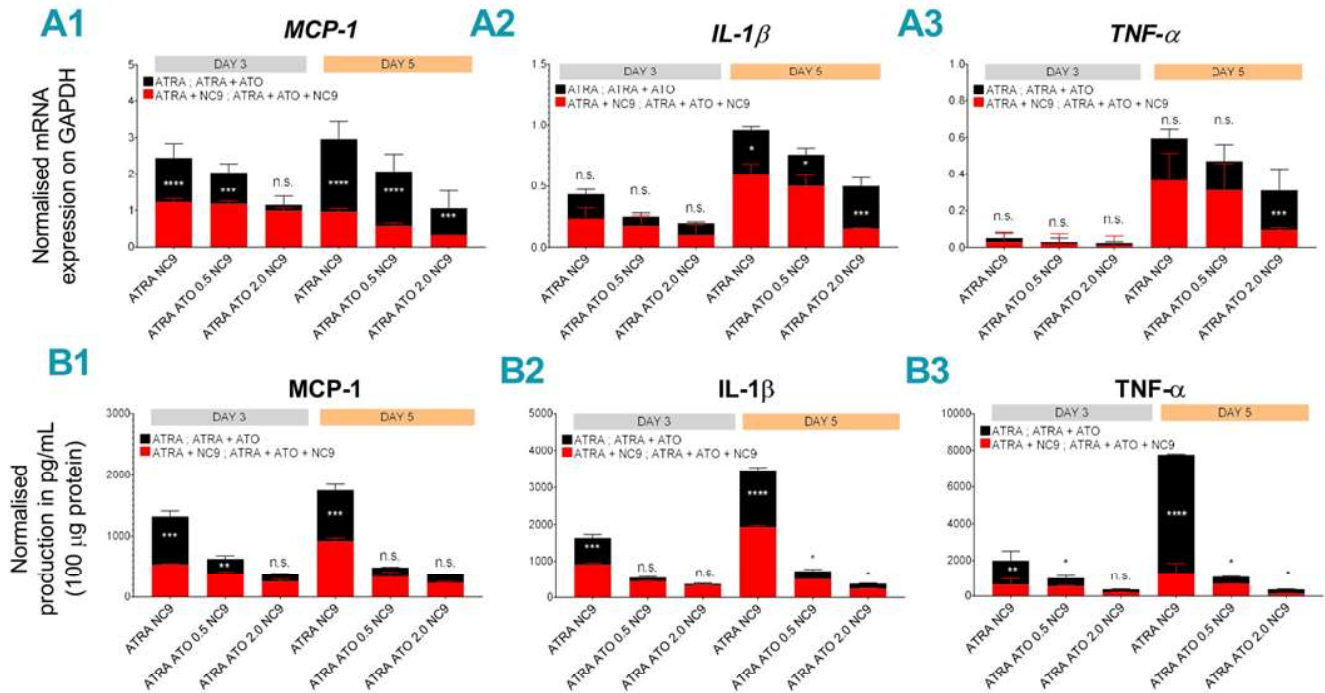 A1
MCP-1
DAY 3
DAY 5
ATRA ; ATRA + ATO
ATRA + NC9 ; ATRA + ATO + NC9
Normalised mRNA
expression on GAPDH
5
4
3
2
1
0
****
***
n.s.
****
****
***
ATRA NC9
ATRA ATO 0.5 NC9
ATRA ATO 2.0 NC9
ATRA NC9
ATRA ATO 0.5 NC9
ATRA ATO 2.0 NC9
A2
IL-1β
DAY 3
DAY 5
ATRA ; ATRA + ATO
ATRA + NC9 ; ATRA + ATO + NC9
1.5
1.0
0.5
0.0
n.s.
n.s.
n.s.
*
*
***
ATRA NC9
ATRA ATO 0.5 NC9
ATRA ATO 2.0 NC9
ATRA NC9
ATRA ATO 0.5 NC9
ATRA ATO 2.0 NC9
A3
TNF-α
DAY 3
DAY 5
ATRA ; ATRA + ATO
ATRA + NC9 ; ATRA + ATO + NC9
1.0
0.8
0.6
0.4
0.2
0.0
n.s.
n.s.
n.s.
n.s.
n.s.
***
ATRA NC9
ATRA ATO 0.5 NC9
ATRA ATO 2.0 NC9
ATRA NC9
ATRA ATO 0.5 NC9
ATRA ATO 2.0 NC9
B1
MCP-1
DAY 3
DAY 5
ATRA ; ATRA + ATO
ATRA + NC9 ; ATRA + ATO + NC9
Normalised
production in pg/mL
(100 µg protein)
3000
2000
1000
0
***
**
n.s.
***
n.s.
n.s.
ATRA NC9
ATRA ATO 0.5 NC9
ATRA ATO 2.0 NC9
ATRA NC9
ATRA ATO 0.5 NC9
ATRA ATO 2.0 NC9
B2
IL-1β
DAY 3
DAY 5
ATRA ; ATRA + ATO
ATRA + NC9 ; ATRA + ATO + NC9
5000
4000
3000
2000
1000
0
***
n.s.
n.s.
****
*
*
ATRA NC9
ATRA ATO 0.5 NC9
ATRA ATO 2.0 NC9
ATRA NC9
ATRA ATO 0.5 NC9
ATRA ATO 2.0 NC9
B3
TNF-α
DAY 3
DAY 5
ATRA ; ATRA + ATO
ATRA + NC9 ; ATRA + ATO + NC9
10000
8000
6000
4000
2000
0
**
*
n.s.
****
*
*
ATRA NC9
ATRA ATO 0.5 NC9
ATRA ATO 2.0 NC9
ATRA NC9
ATRA ATO 0.5 NC9
ATRA ATO 2.0 NC9